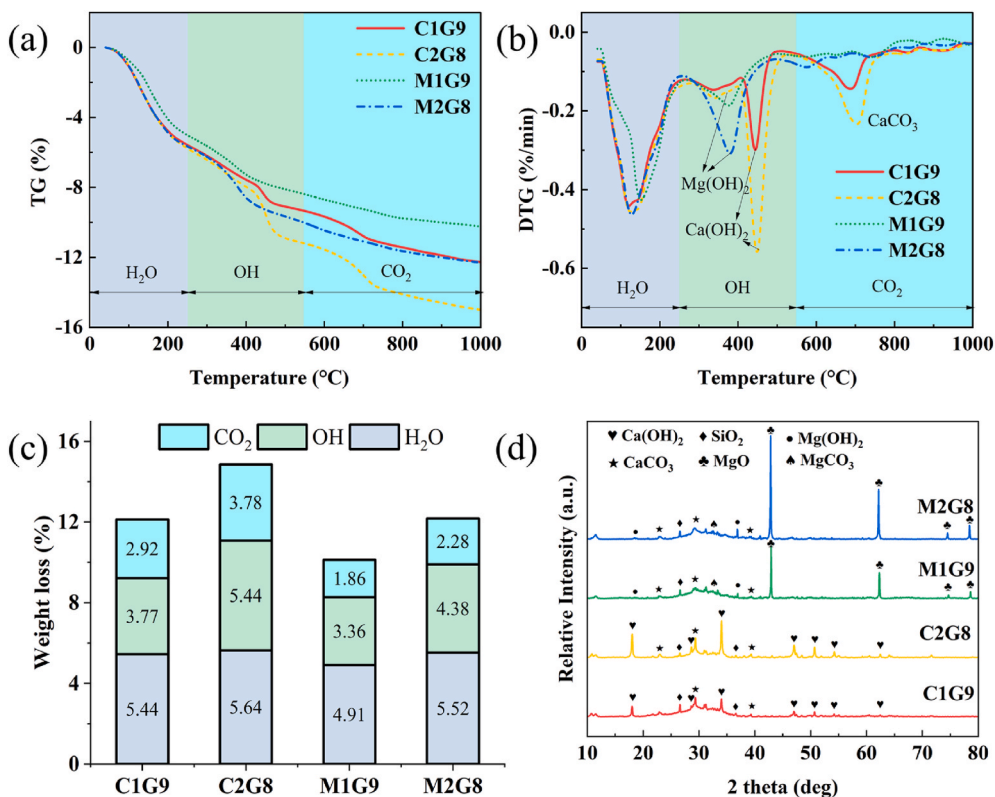 (a)
C1G9
C2G8
M1G9
M2G8
0
-4
-8
-12
-16
TG (%)
H₂O
OH
CO₂
0 200 400 600 800 1000
Temperature (°C)
(b)
0.0
-0.2
-0.4
-0.6
DTG (%/min)
CaCO₃
Mg(OH)₂
Ca(OH)₂
C1G9
C2G8
M1G9
M2G8
H₂O
OH
CO₂
0 200 400 600 800 1000
Temperature (°C)
(c)
CO₂ OH H₂O
16
12
8
4
0
Weight loss (%)
2.92
3.77
5.44
3.78
5.44
5.64
1.86
3.36
4.91
2.28
4.38
5.52
C1G9 C2G8 M1G9 M2G8
(d)
♥ Ca(OH)₂ ♦ SiO₂ ● Mg(OH)₂
★ CaCO₃ ♣ MgO ♠ MgCO₃
Relative Intensity (a.u.)
M2G8
M1G9
C2G8
C1G9
10 20 30 40 50 60 70 80
2 theta (deg)